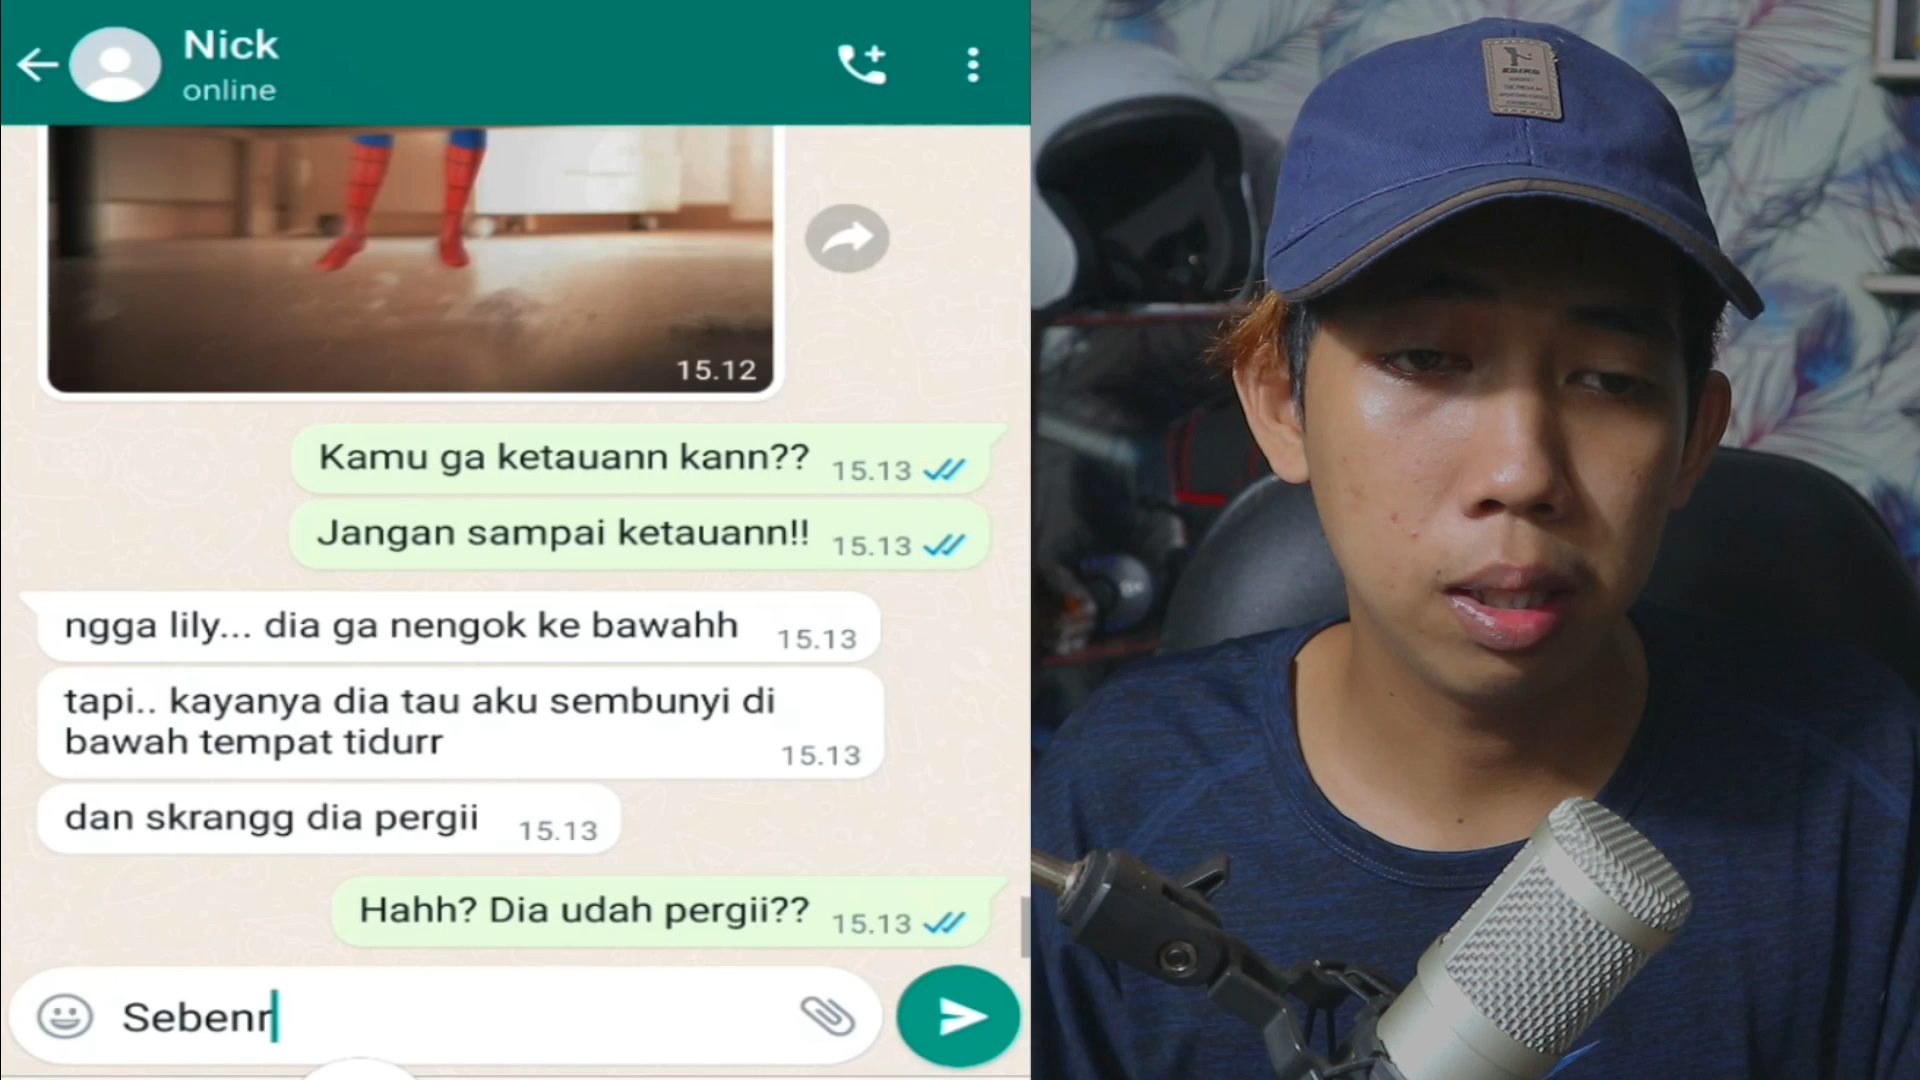 Nick
online
15.12
Kamu ga ketauann kann?? 15.13
Jangan sampai ketauann!! 15.13
ngga lily... dia ga nengok ke bawahh 15.13
tapi.. kayanya dia tau aku sembunyi di
bawah tempat tidurr 15.13
dan skrangg dia pergii 15.13
Hahh? Dia udah pergii?? 15.13
Sebenr